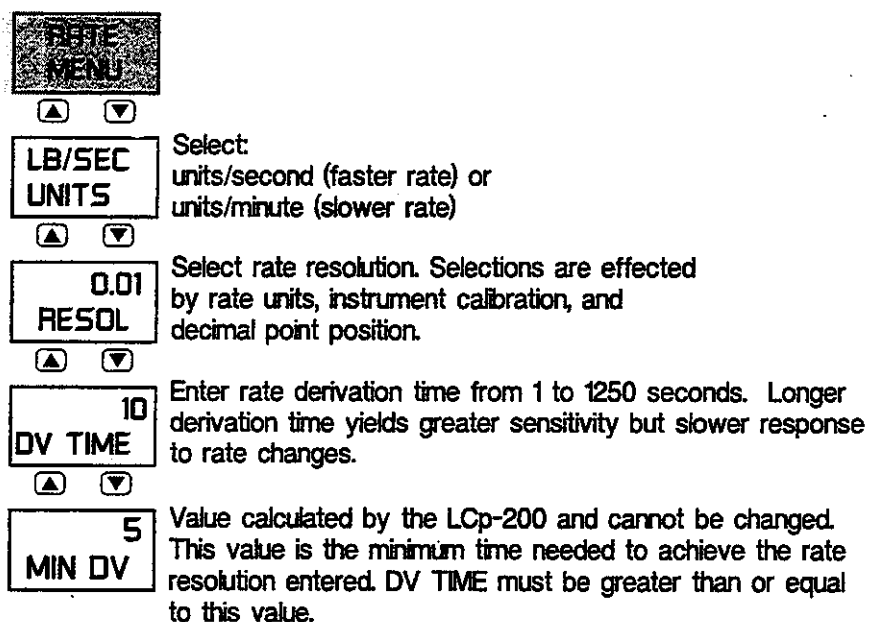 RATE
MENU
LB/SEC
UNITS
Select:
units/second (faster rate) or
units/minute (slower rate)
0.01
RESOL
Select rate resolution. Selections are effected
by rate units, instrument calibration, and
decimal point position.
10
DV TIME
Enter rate derivation time from 1 to 1250 seconds. Longer
derivation time yields greater sensitivity but slower response
to rate changes.
5
MIN DV
Value calculated by the LCp-200 and cannot be changed.
This value is the minimum time needed to achieve the rate
resolution entered. DV TIME must be greater than or equal
to this value.